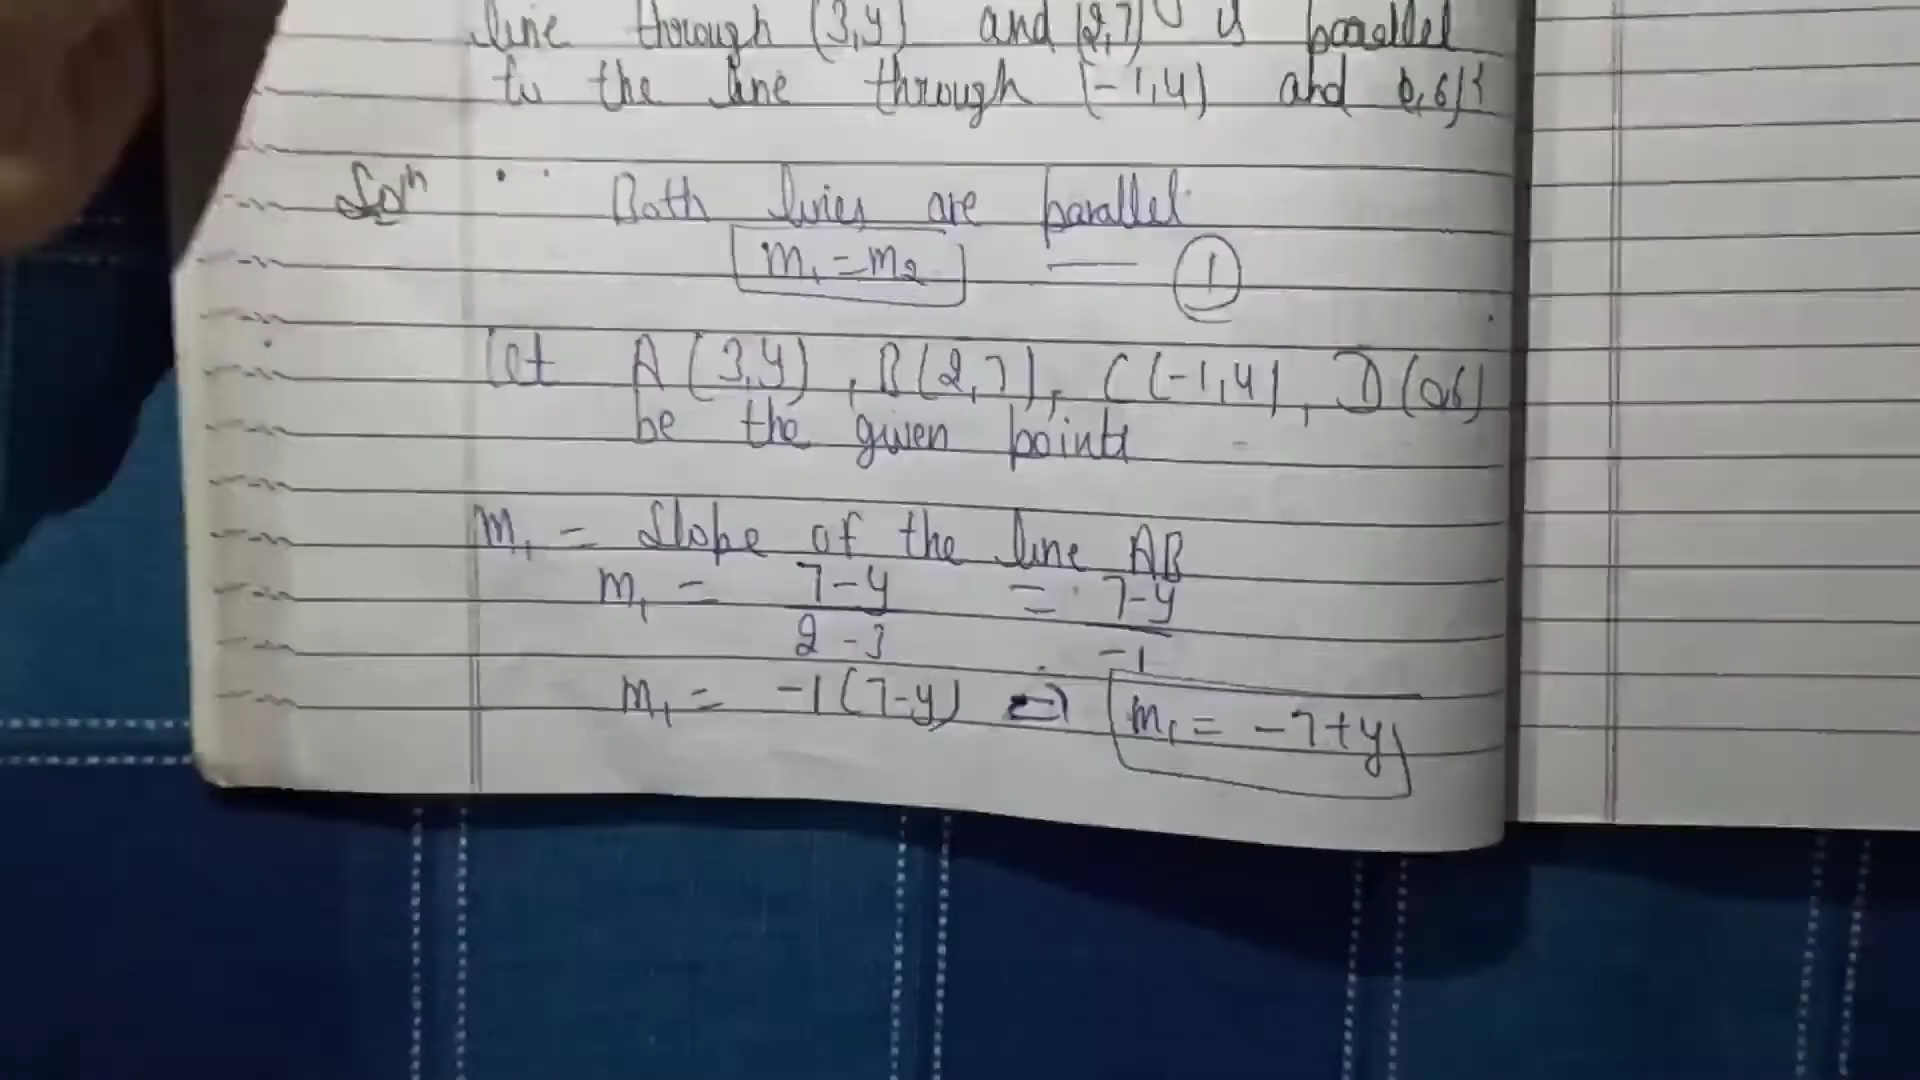 line through (3,y) and (2,7) is parallel
to the line through (-1,4) and (0,6)?
Soln ∵ Both lines are parallel
m₁ = m₂ — ①
Let A(3,y), B(2,7), C(-1,4), D(0,6)
be the given points
m₁ = Slope of the line AB
m₁ = 7-y / 2-3 = 7-y / -1
m₁ = -1(7-y) ⇒ m₁ = -7+y